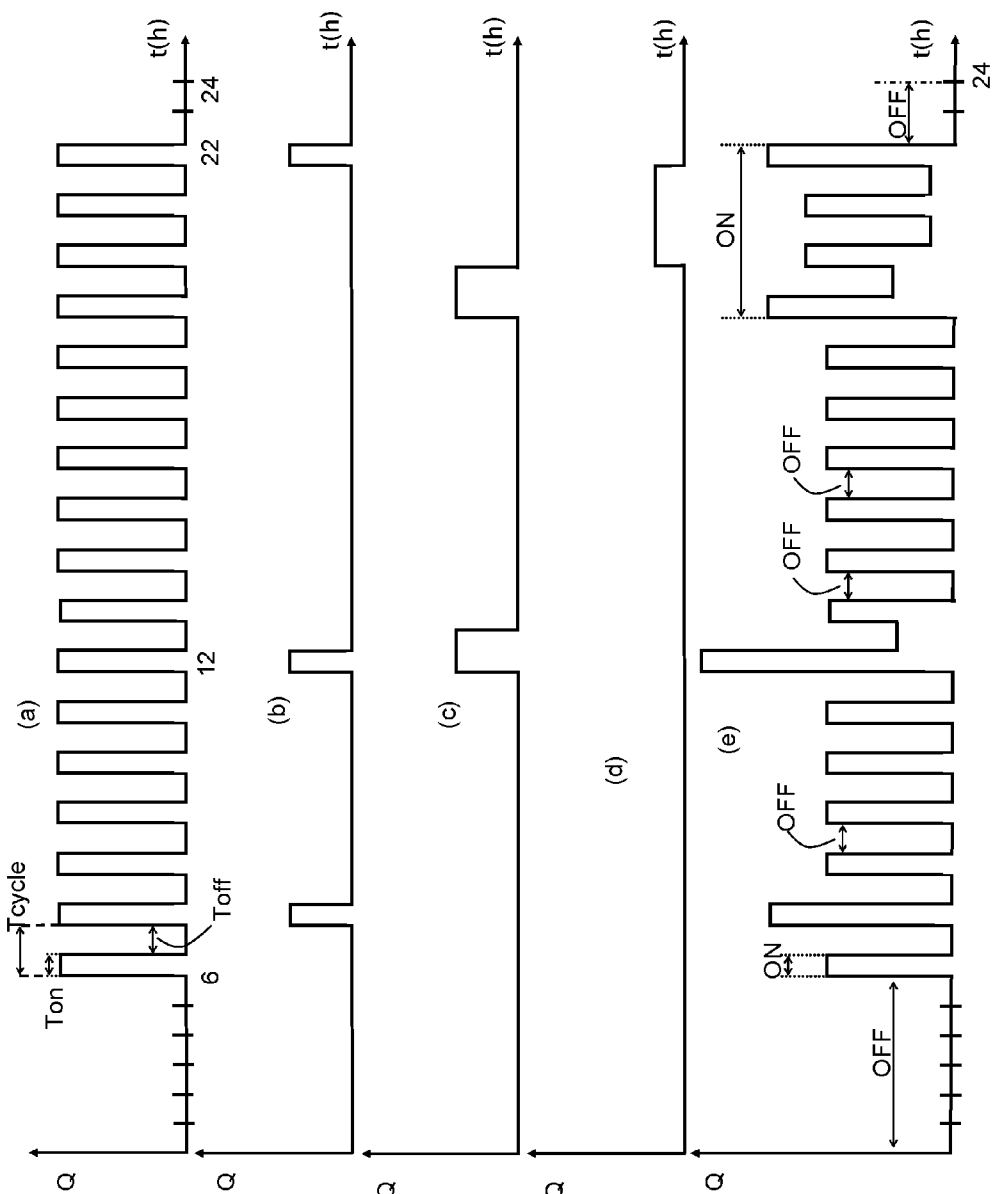 Q
Ton
Tcycle
(a)
6
Toff
12
22
24
t(h)
Q
(b)
t(h)
Q
(c)
t(h)
Q
(d)
t(h)
Q
(e)
OFF
ON
OFF
OFF
OFF
ON
OFF
24
t(h)